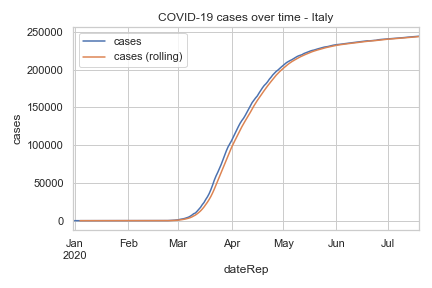 COVID-19 cases over time - Italy
cases
cases (rolling)
250000
200000
150000
100000
50000
0
cases
Jan Feb Mar Apr May Jun Jul
2020
dateRep